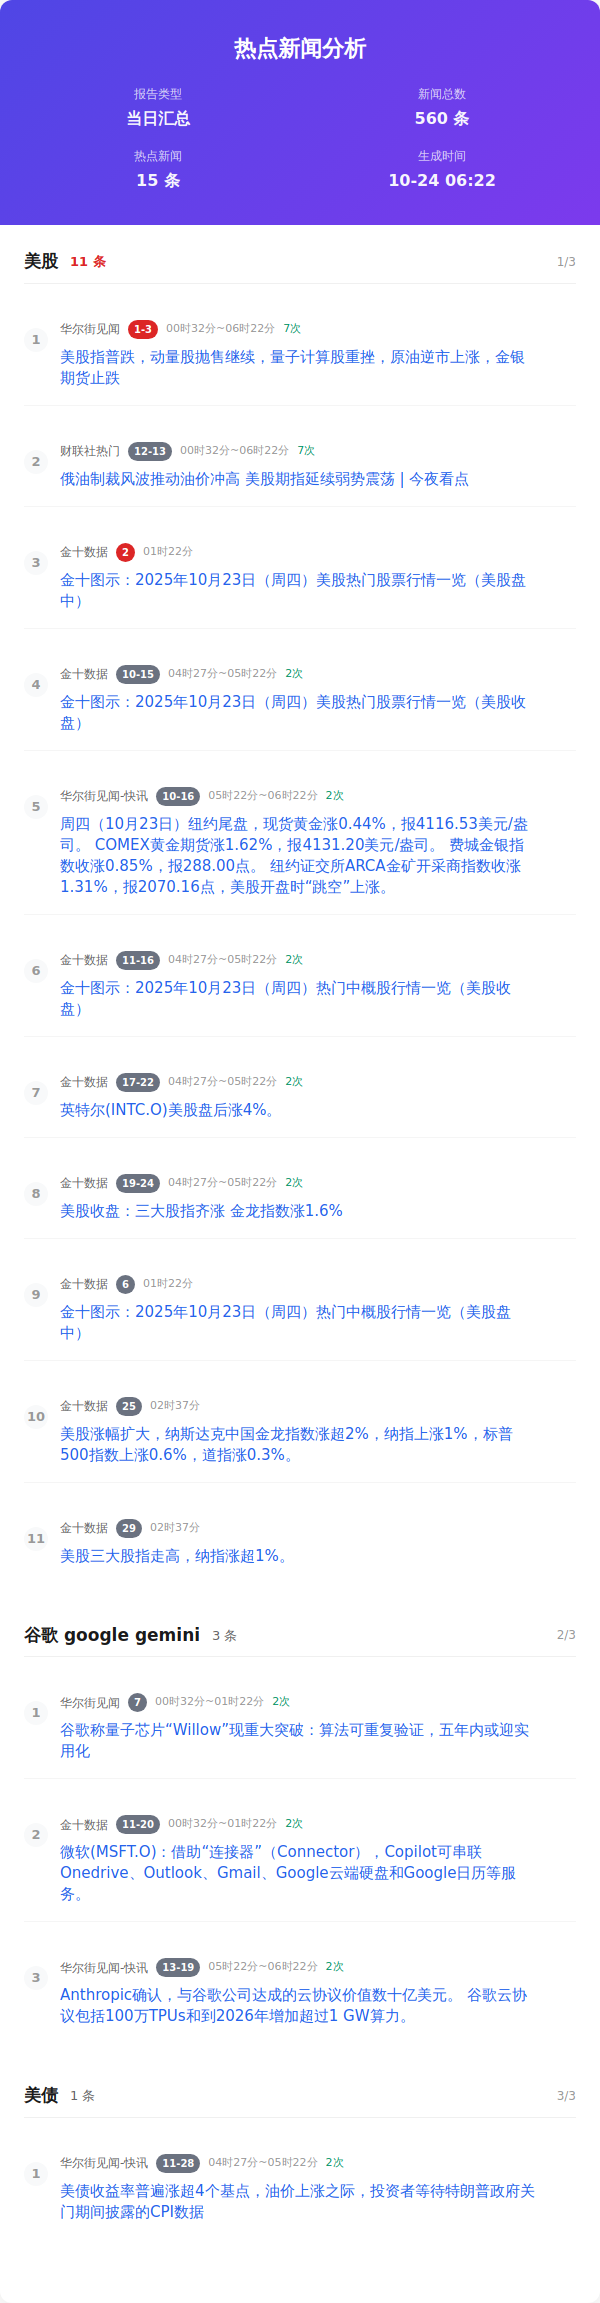 热点新闻分析
报告类型
新闻总数
当日汇总
560 条
热点新闻
生成时间
15 条
10-24 06:22
美股 11 条 1/3
1
华尔街见闻 1-3 00时32分~06时22分 7次
美股指普跌，动量股抛售继续，量子计算股重挫，原油逆市上涨，金银
期货止跌
2
财联社热门 12-13 00时32分~06时22分 7次
俄油制裁风波推动油价冲高 美股期指延续弱势震荡 | 今夜看点
3
金十数据 2 01时22分
金十图示：2025年10月23日（周四）美股热门股票行情一览（美股盘
中）
4
金十数据 10-15 04时27分~05时22分 2次
金十图示：2025年10月23日（周四）美股热门股票行情一览（美股收
盘）
5
华尔街见闻-快讯 10-16 05时22分~06时22分 2次
周四（10月23日）纽约尾盘，现货黄金涨0.44%，报4116.53美元/盎
司。 COMEX黄金期货涨1.62%，报4131.20美元/盎司。 费城金银指
数收涨0.85%，报288.00点。 纽约证交所ARCA金矿开采商指数收涨
1.31%，报2070.16点，美股开盘时“跳空”上涨。
6
金十数据 11-16 04时27分~05时22分 2次
金十图示：2025年10月23日（周四）热门中概股行情一览（美股收
盘）
7
金十数据 17-22 04时27分~05时22分 2次
英特尔(INTC.O)美股盘后涨4%。
8
金十数据 19-24 04时27分~05时22分 2次
美股收盘：三大股指齐涨 金龙指数涨1.6%
9
金十数据 6 01时22分
金十图示：2025年10月23日（周四）热门中概股行情一览（美股盘
中）
10
金十数据 25 02时37分
美股涨幅扩大，纳斯达克中国金龙指数涨超2%，纳指上涨1%，标普
500指数上涨0.6%，道指涨0.3%。
11
金十数据 29 02时37分
美股三大股指走高，纳指涨超1%。
谷歌 google gemini 3 条 2/3
1
华尔街见闻 7 00时32分~01时22分 2次
谷歌称量子芯片“Willow”现重大突破：算法可重复验证，五年内或迎实
用化
2
金十数据 11-20 00时32分~01时22分 2次
微软(MSFT.O)：借助“连接器”（Connector），Copilot可串联
Onedrive、Outlook、Gmail、Google云端硬盘和Google日历等服
务。
3
华尔街见闻-快讯 13-19 05时22分~06时22分 2次
Anthropic确认，与谷歌公司达成的云协议价值数十亿美元。 谷歌云协
议包括100万TPUs和到2026年增加超过1 GW算力。
美债 1 条 3/3
1
华尔街见闻-快讯 11-28 04时27分~05时22分 2次
美债收益率普遍涨超4个基点，油价上涨之际，投资者等待特朗普政府关
门期间披露的CPI数据